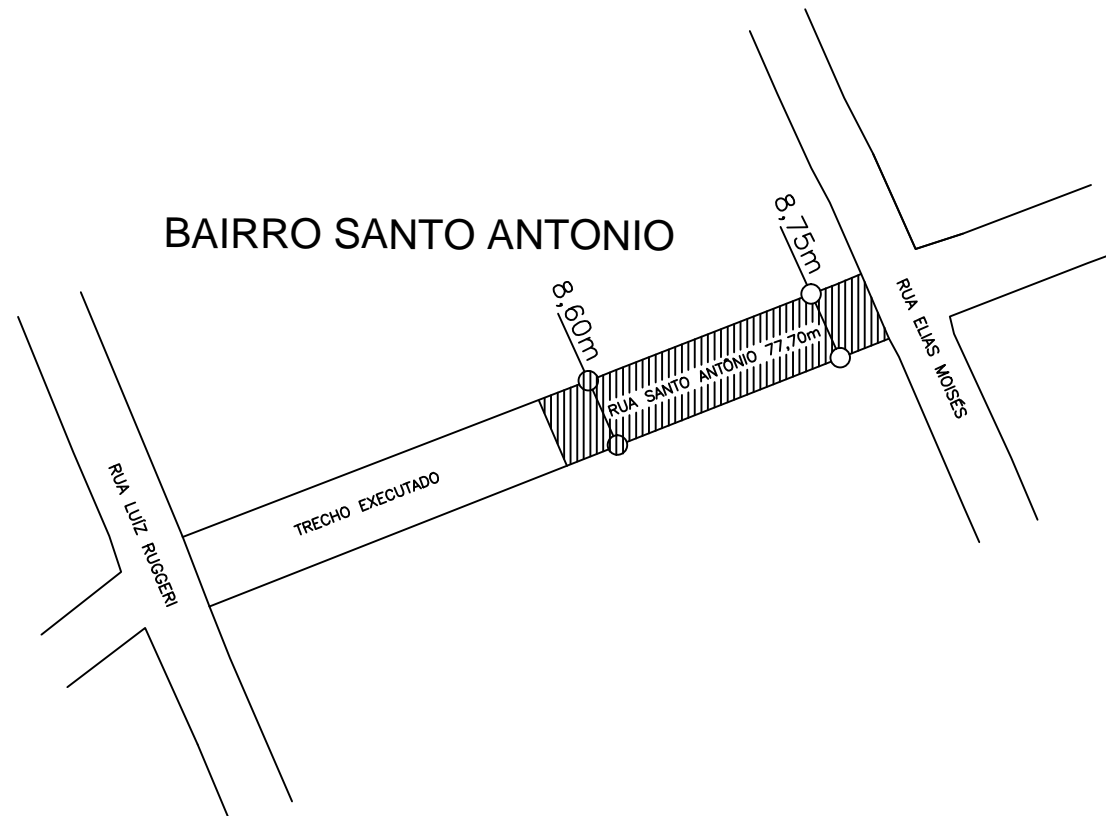 BAIRRO SANTO ANTONIO
8,75m
8,60m
RUA ELIAS MOISÉS
RUA SANTO ANTÔNIO 77,70m
TRECHO EXECUTADO
RUA LUÍZ RUGGERI